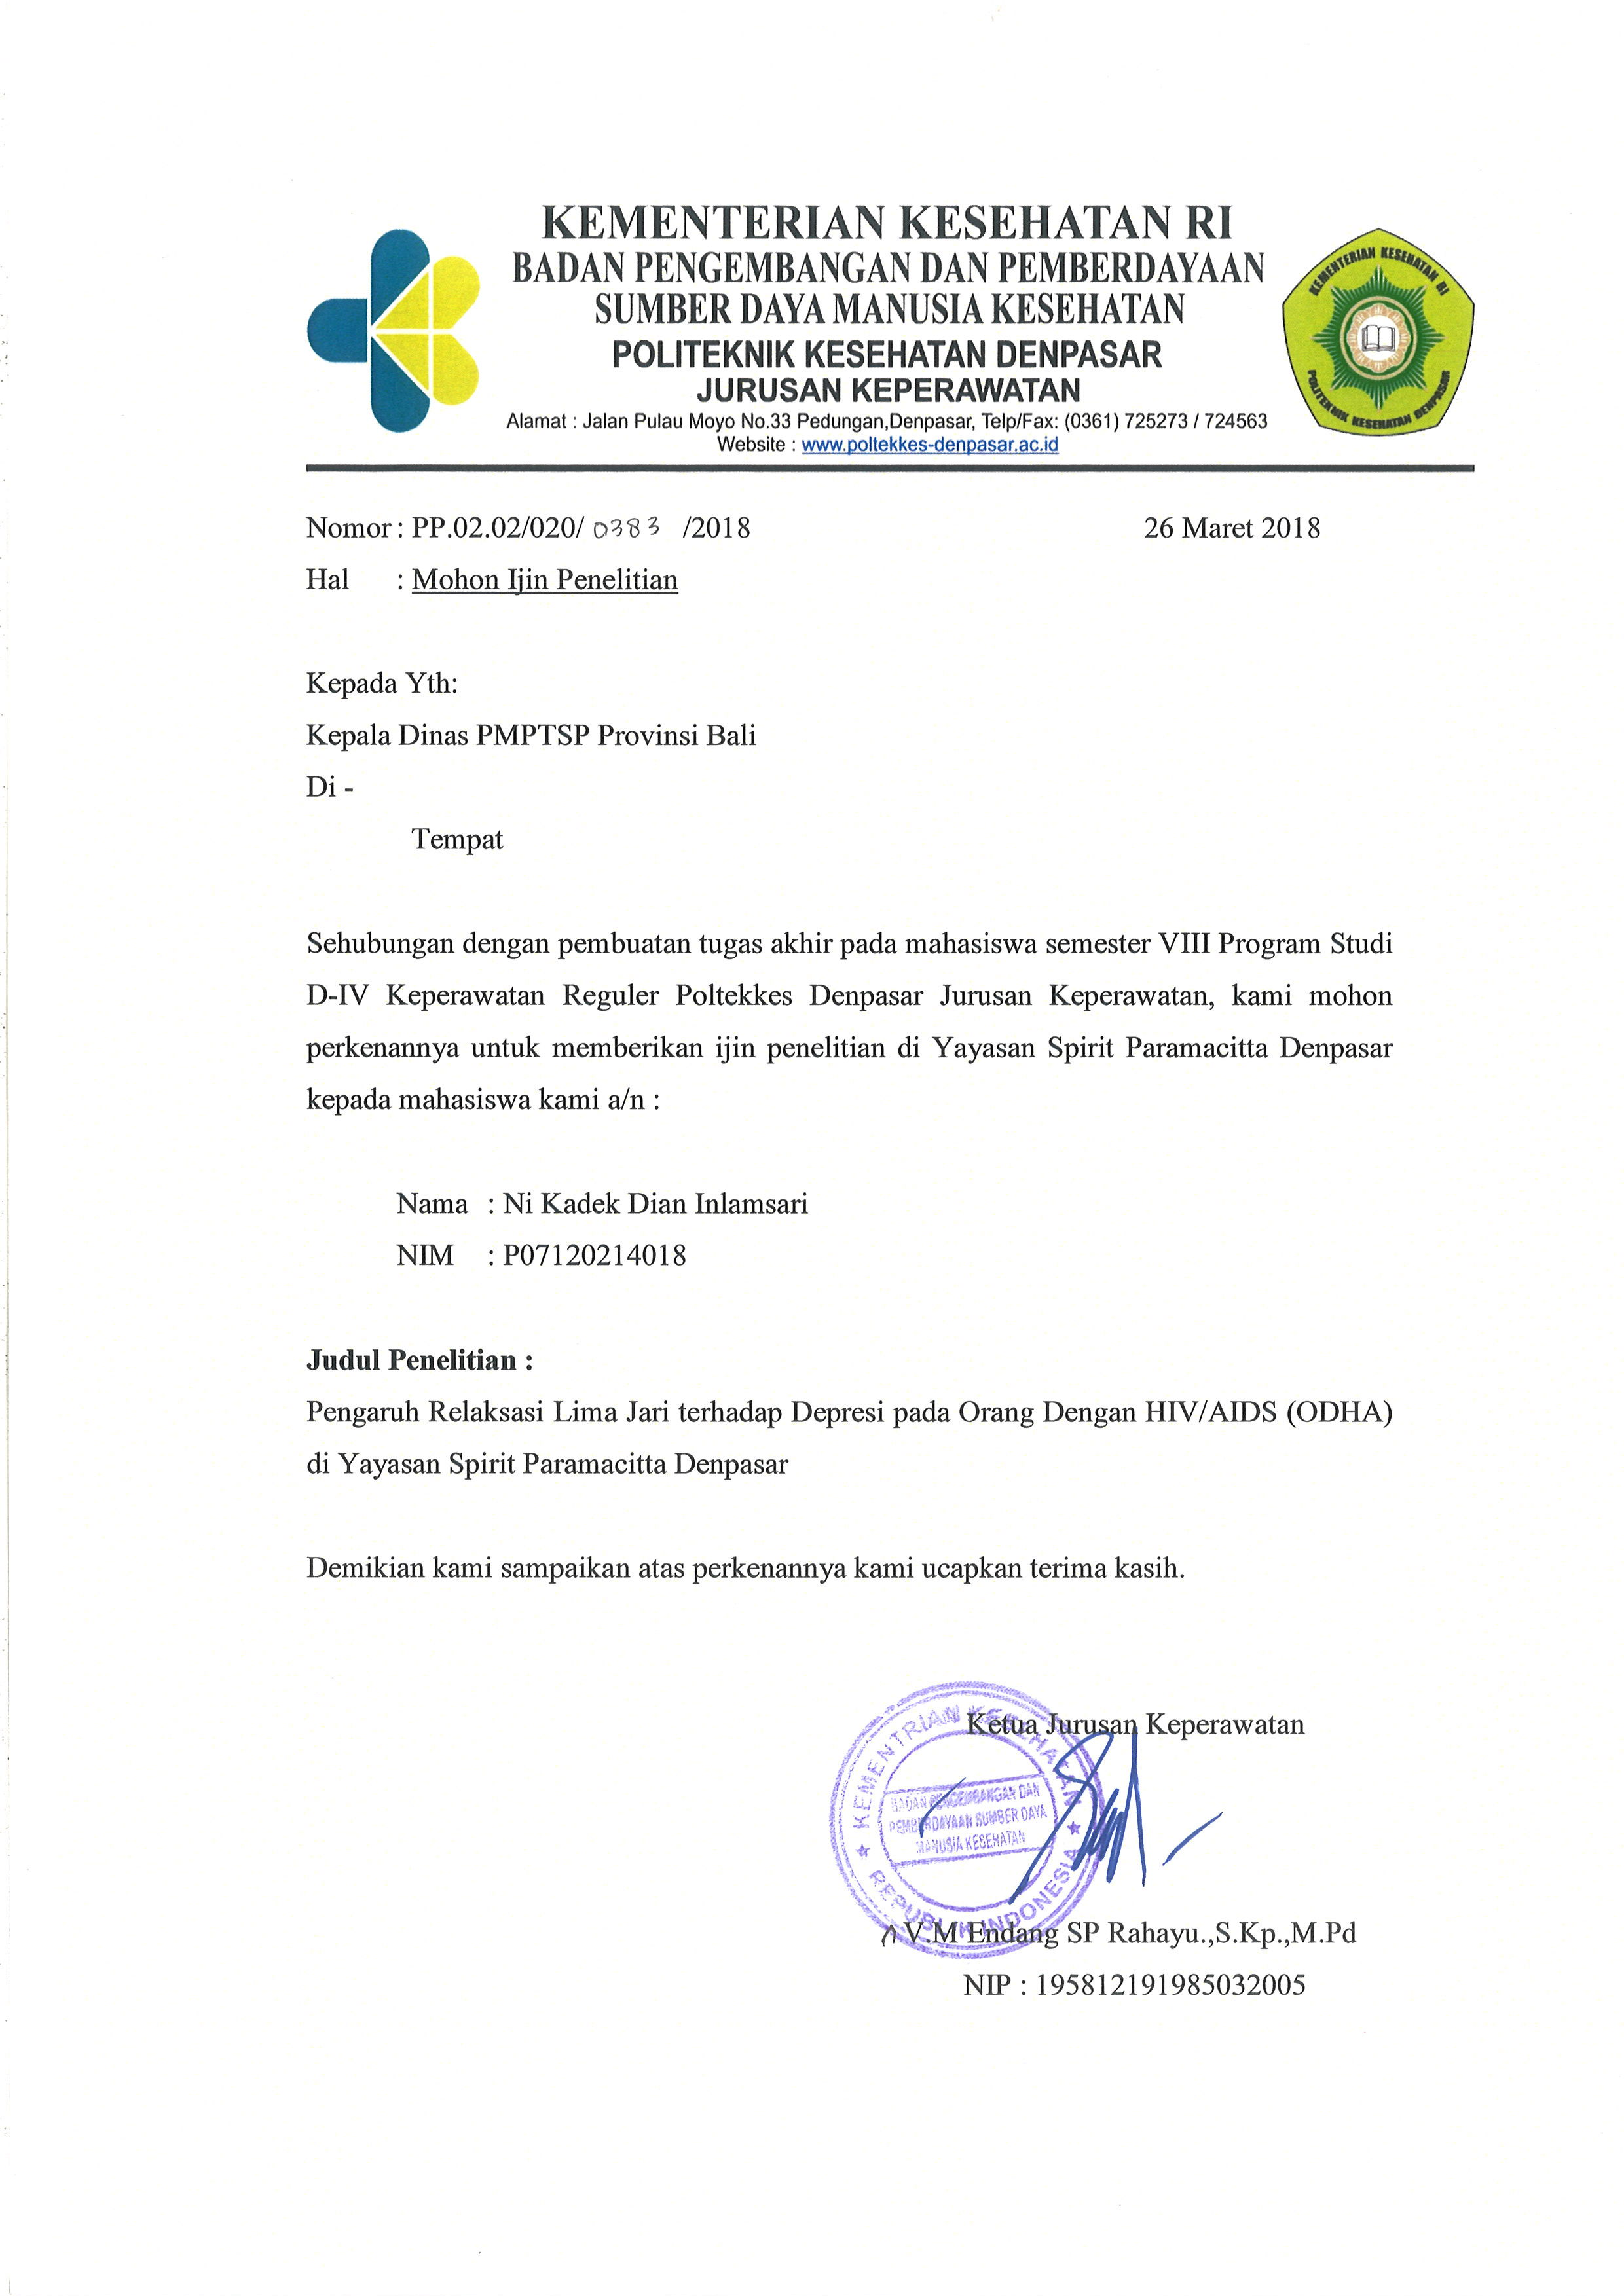 KEMENTERIAN KESEHATAN RI
BADAN PENGEMBANGAN DAN PEMBERDAYAAN
SUMBER DAYA MANUSIA KESEHATAN
POLITEKNIK KESEHATAN DENPASAR
JURUSAN KEPERAWATAN
Alamat : Jalan Pulau Moyo No.33 Pedungan,Denpasar, Telp/Fax: (0361) 725273 / 724563
Website : www.poltekkes-denpasar.ac.id
KEMENTERIAN KESEHATAN RI
POLITEKNIK KESEHATAN DENPASAR
Nomor : PP.02.02/020/ 0383 /2018 26 Maret 2018
Hal : Mohon Ijin Penelitian
Kepada Yth:
Kepala Dinas PMPTSP Provinsi Bali
Di -
Tempat
Sehubungan dengan pembuatan tugas akhir pada mahasiswa semester VIII Program Studi
D-IV Keperawatan Reguler Poltekkes Denpasar Jurusan Keperawatan, kami mohon
perkenannya untuk memberikan ijin penelitian di Yayasan Spirit Paramacitta Denpasar
kepada mahasiswa kami a/n :
Nama : Ni Kadek Dian Inlamsari
NIM : P07120214018
Judul Penelitian :
Pengaruh Relaksasi Lima Jari terhadap Depresi pada Orang Dengan HIV/AIDS (ODHA)
di Yayasan Spirit Paramacitta Denpasar
Demikian kami sampaikan atas perkenannya kami ucapkan terima kasih.
Ketua Jurusan Keperawatan
KEMENTRIAN KESEHATAN
BADAN PENGEMBANGAN DAN
PEMBERDAYAAN SUMBER DAYA
MANUSIA KESEHATAN
REPUBLIK INDONESIA
V.M Endang SP Rahayu.,S.Kp.,M.Pd
NIP : 195812191985032005